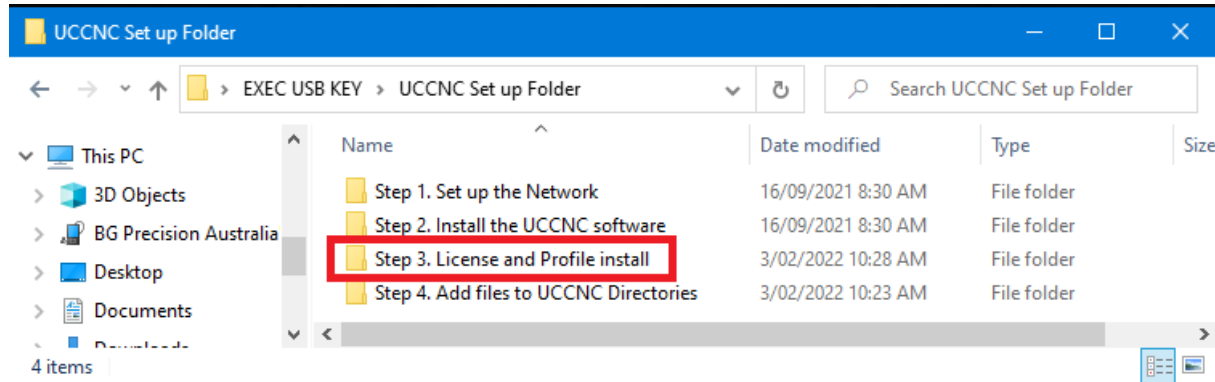 UCCNC Set up Folder
EXEC USB KEY > UCCNC Set up Folder
Search UCCNC Set up Folder
Name
Date modified
Type
Size
This PC
3D Objects
BG Precision Australia
Desktop
Documents
Downloads
Step 1. Set up the Network 16/09/2021 8:30 AM File folder
Step 2. Install the UCCNC software 16/09/2021 8:30 AM File folder
Step 3. License and Profile install 3/02/2022 10:28 AM File folder
Step 4. Add files to UCCNC Directories 3/02/2022 10:23 AM File folder
4 items